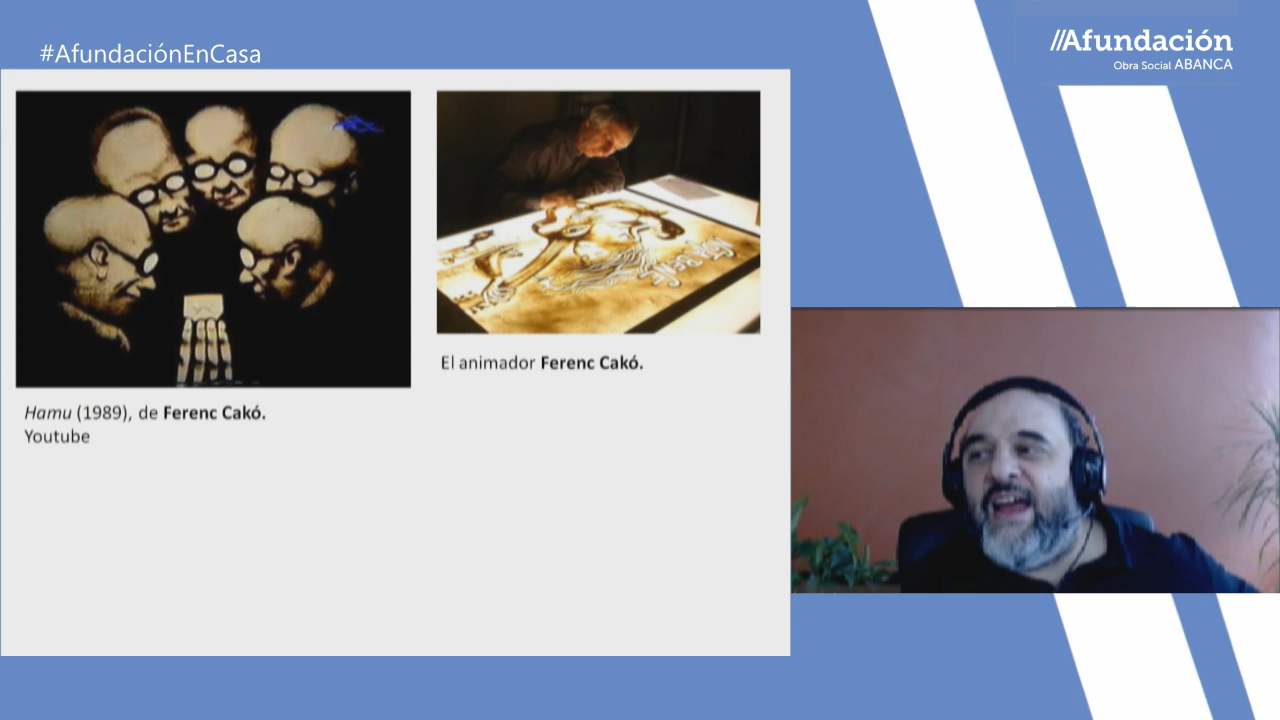 #AfundaciónEnCasa
//Afundación
Obra Social ABANCA
El animador Ferenc Cakó.
Hamu (1989), de Ferenc Cakó.
Youtube